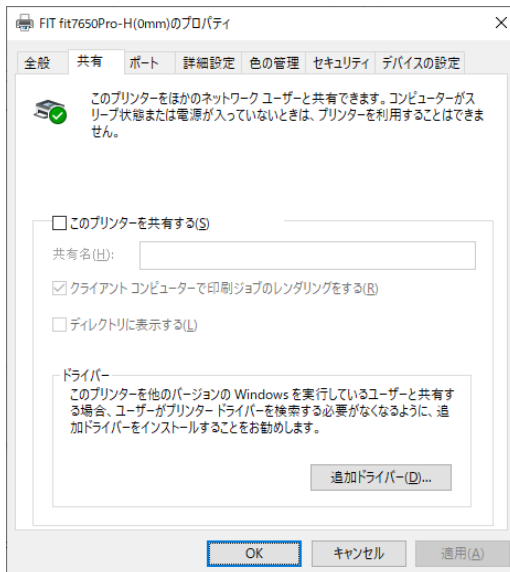 FIT fit7650Pro-H(0mm)のプロパティ
全般 共有 ポート 詳細設定 色の管理 セキュリティ デバイスの設定
このプリンターをほかのネットワーク ユーザーと共有できます。コンピューターがス
リープ状態または電源が入っていないときは、プリンターを利用することはできま
せん。
このプリンターを共有する(S)
共有名(H):
クライアント コンピューターで印刷ジョブのレンダリングをする(R)
ディレクトリに表示する(L)
ドライバー
このプリンターを他のバージョンの Windows を実行しているユーザーと共有す
る場合、ユーザーがプリンター ドライバーを検索する必要がなくなるように、追
加ドライバーをインストールすることをお勧めします。
追加ドライバー(D)...
OK キャンセル 適用(A)